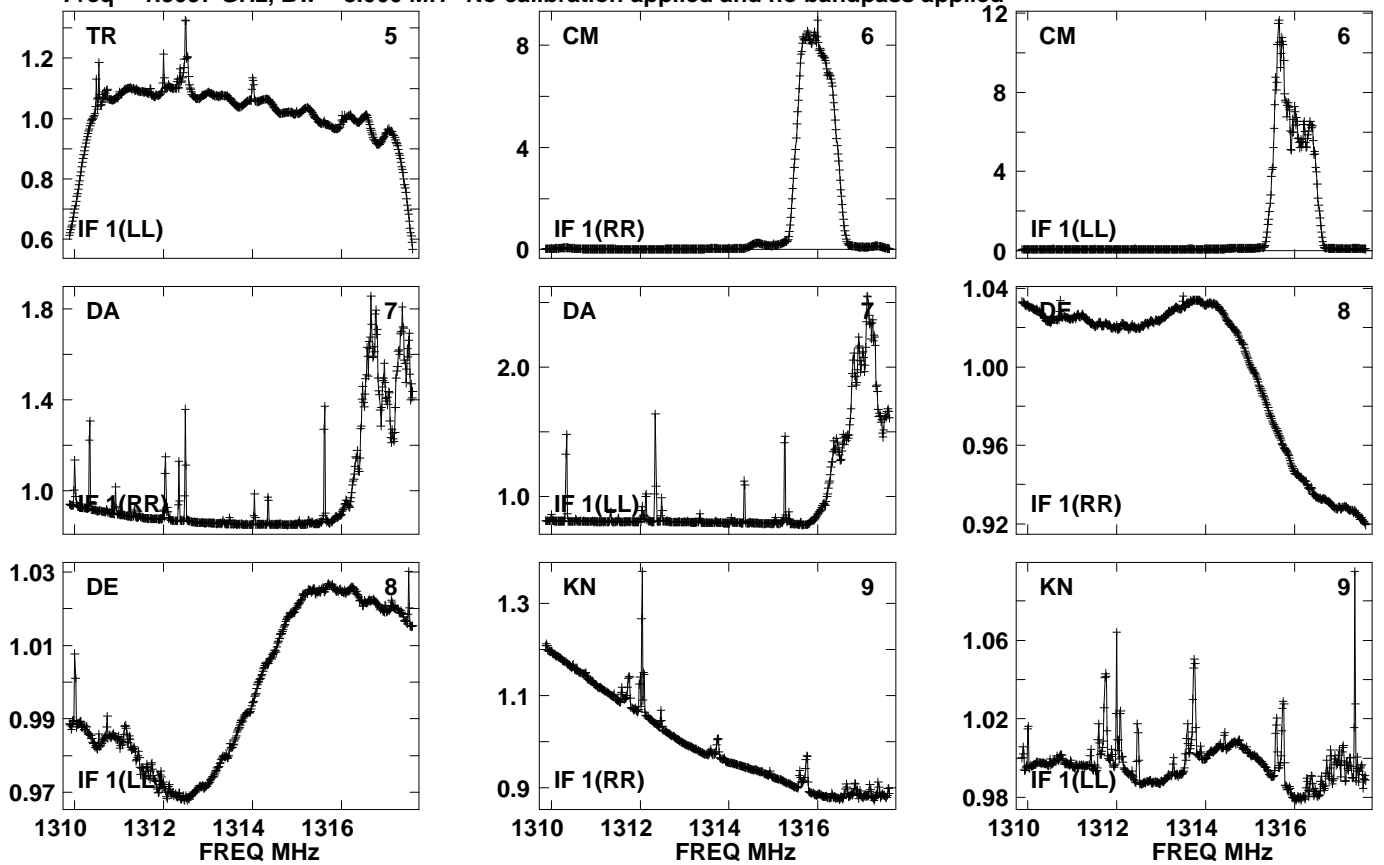 No calibration applied and no bandpass applied
TR 5
IF 1(LL)
1.2
1.0
0.8
0.6
CM 6
IF 1(RR)
8
4
0
CM 6
IF 1(LL)
12
8
4
0
DA 7
IF 1(RR)
1.8
1.4
1.0
DA 7
IF 1(LL)
2.0
1.0
DE 8
IF 1(RR)
1.04
1.00
0.96
0.92
DE 8
IF 1(LL)
1.03
1.01
0.99
0.97
KN 9
IF 1(RR)
1.3
1.1
0.9
KN 9
IF 1(LL)
1.06
1.02
0.98
1310 1312 1314 1316 1310 1312 1314 1316 1310 1312 1314 1316
FREQ MHz FREQ MHz FREQ MHz